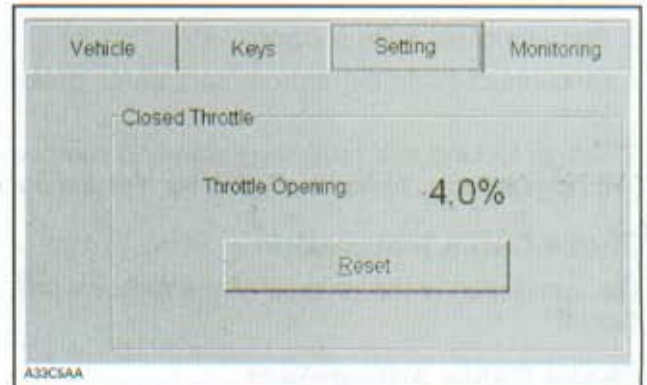 Vehicle Keys Setting Monitoring
Closed Throttle
Throttle Opening 4.0%
Reset
A33C5AA